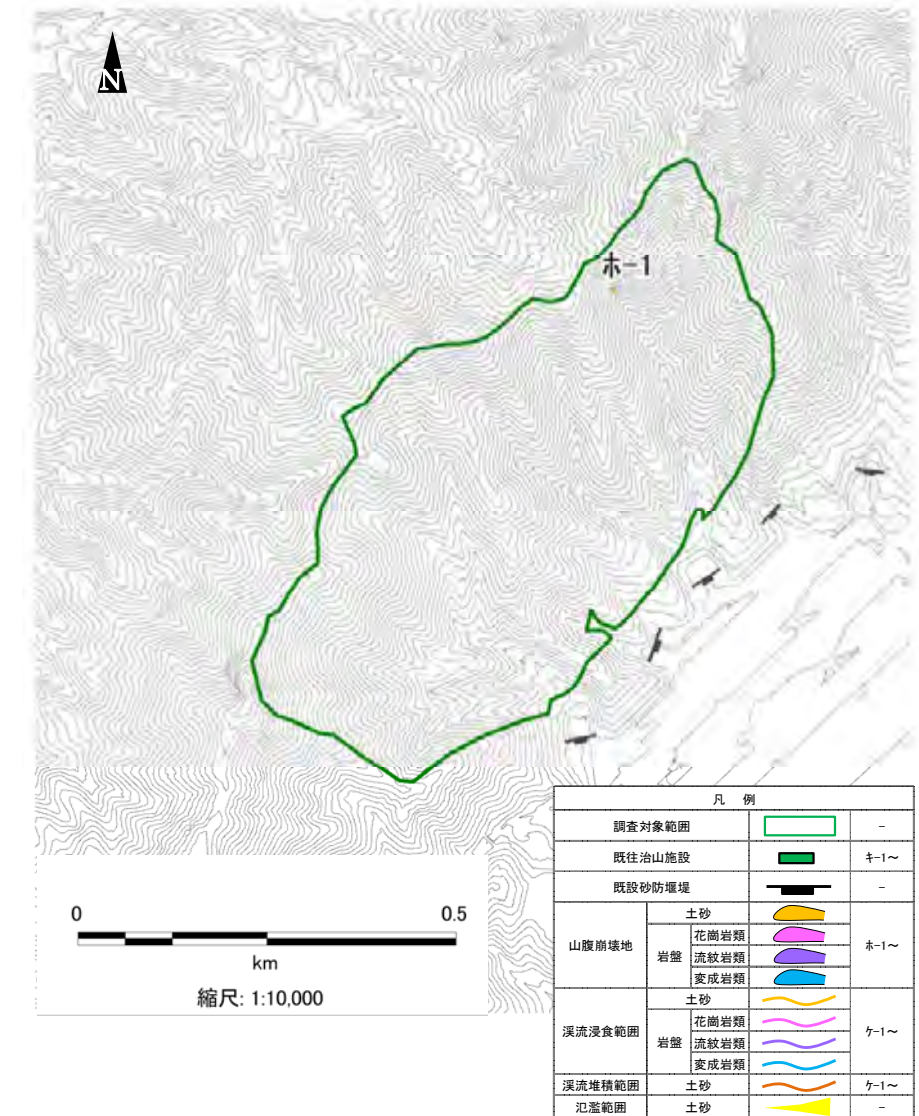 N
ホ-1
0 0.5
km
縮尺: 1:10,000
凡 例
調査対象範囲 -
既往治山施設 キ-1～
既設砂防堰堤 -
山腹崩壊地 土砂 ホ-1～
岩盤 花崗岩類
流紋岩類
変成岩類
渓流浸食範囲 土砂 ケ-1～
岩盤 花崗岩類
流紋岩類
変成岩類
渓流堆積範囲 土砂 ケ-1～
氾濫範囲 土砂 -